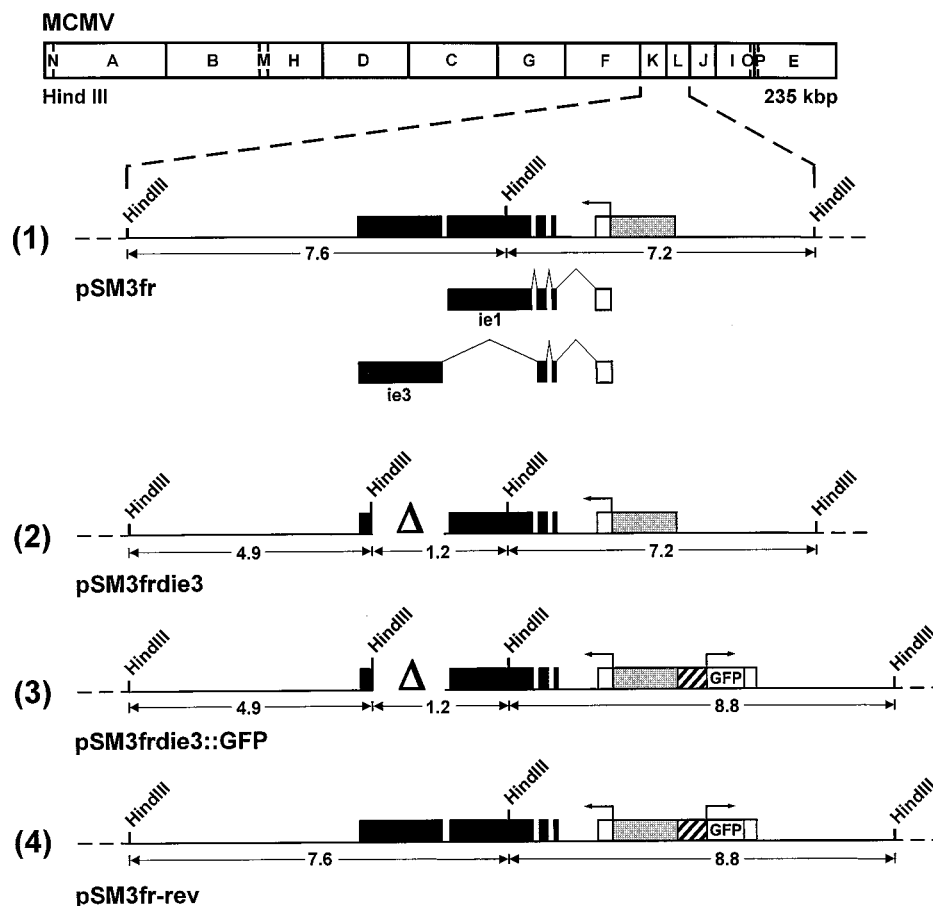 MCMV
N A B M H D C G F K L J I O P E
Hind III 235 kbp
HindIII HindIII HindIII
(1)
7.6 7.2
pSM3fr
ie1
ie3
HindIII HindIII HindIII HindIII
(2) Δ
4.9 1.2 7.2
pSM3frdie3
HindIII HindIII HindIII HindIII
(3) Δ GFP
4.9 1.2 8.8
pSM3frdie3::GFP
HindIII HindIII HindIII
(4) GFP
7.6 8.8
pSM3fr-rev